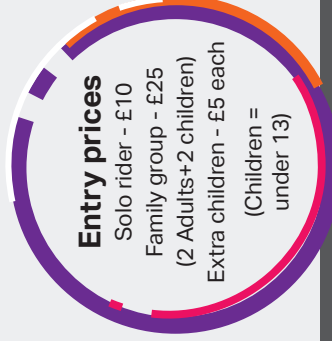 Entry prices
Solo rider - £10
Family group - £25
(2 Adults+2 children)
Extra children - £5 each
(Children =
under 13)